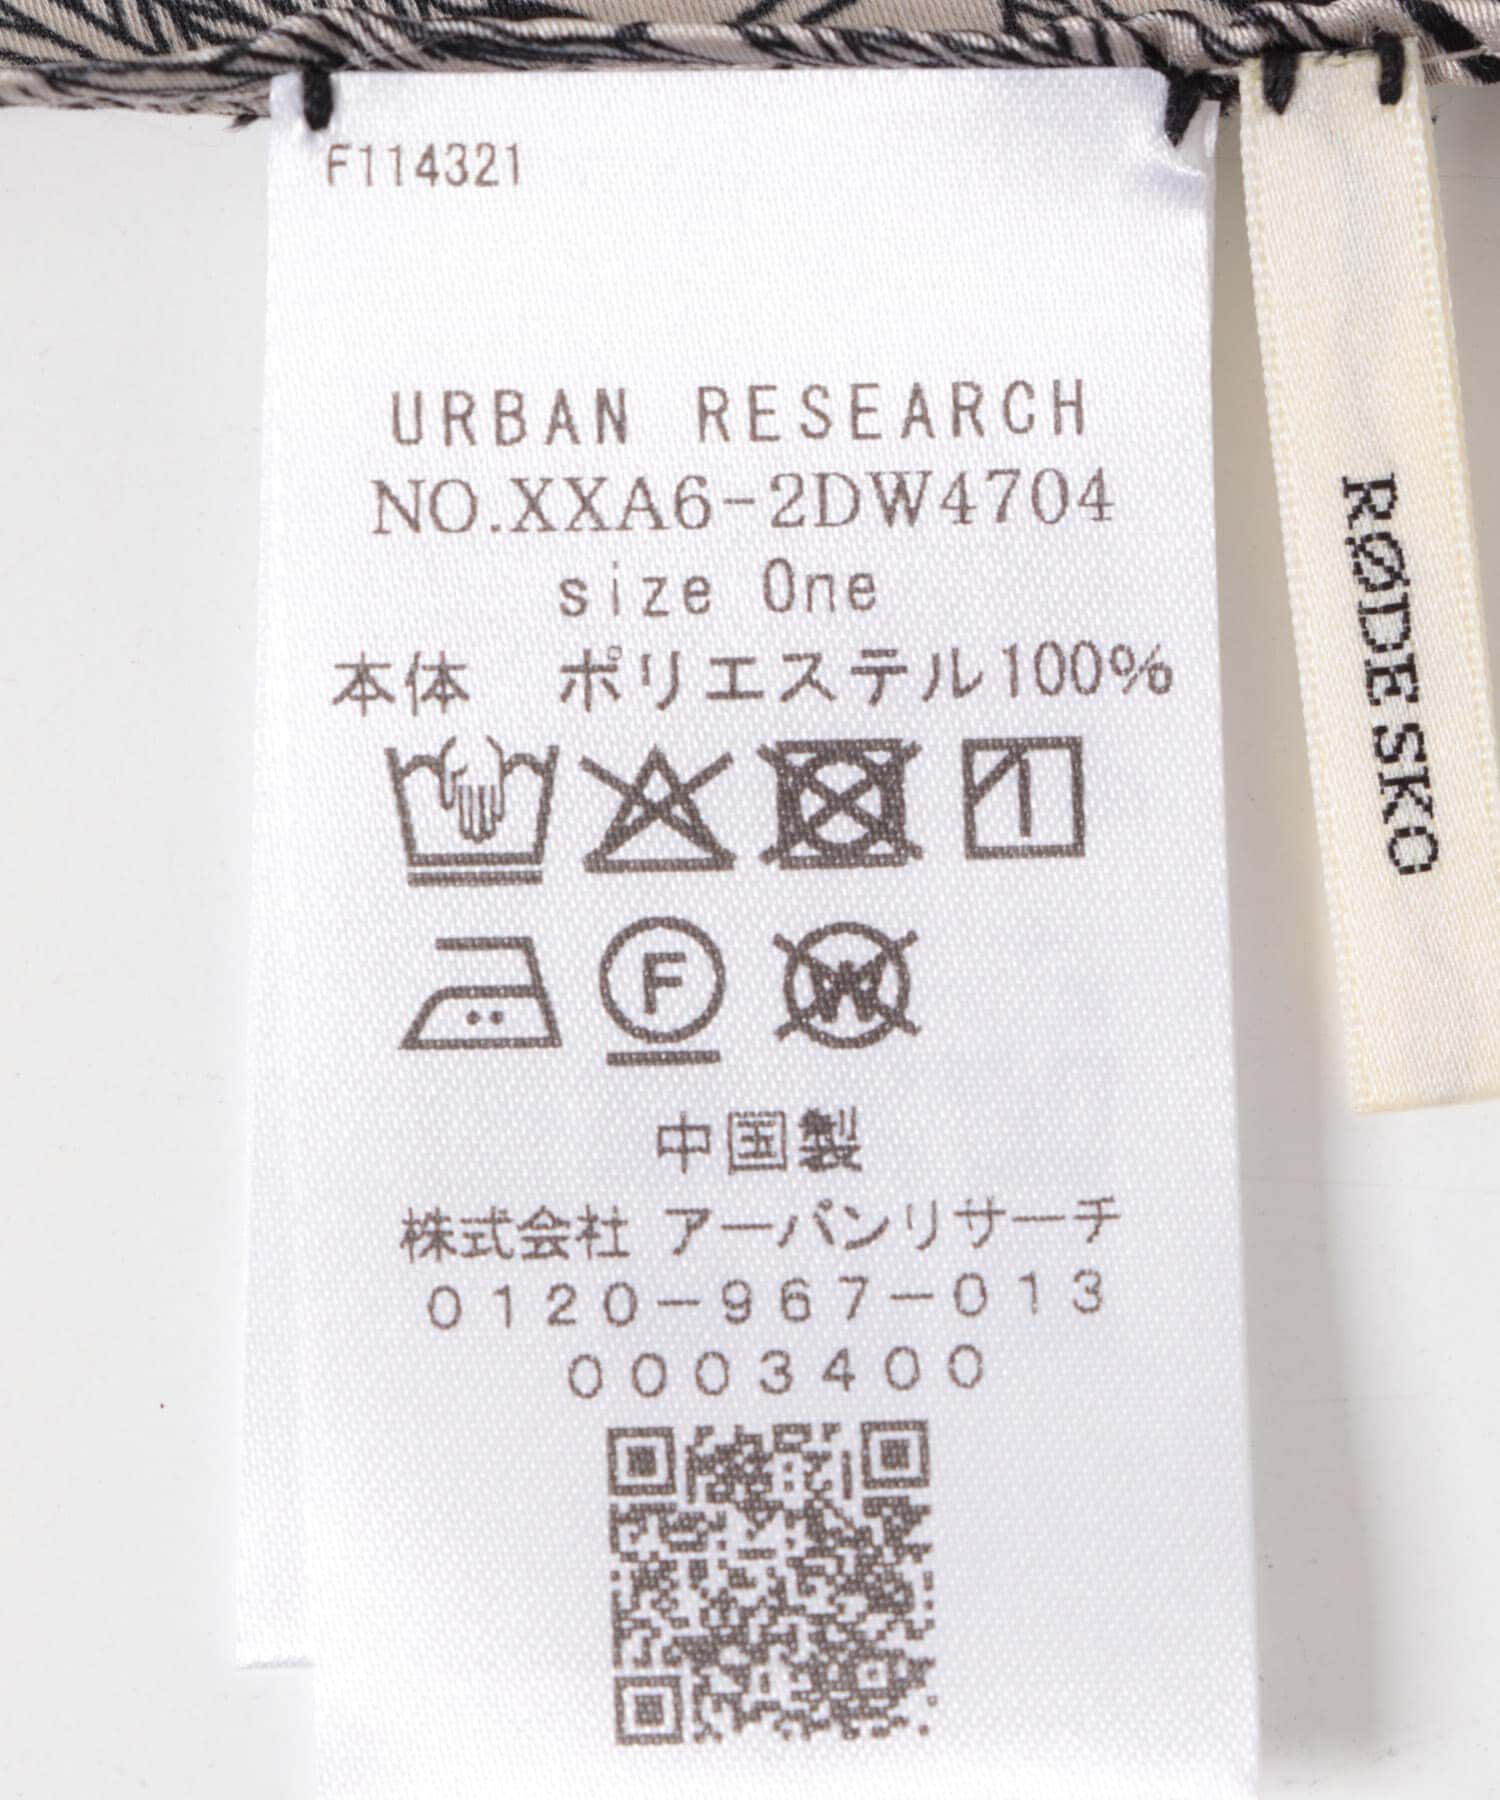 F114321
URBAN RESEARCH
NO.XXA6-2DW4704
size One
本体　ポリエステル100%
F
W
中国製
株式会社 アーバンリサーチ
0120-967-013
0003400
RØDE SKO